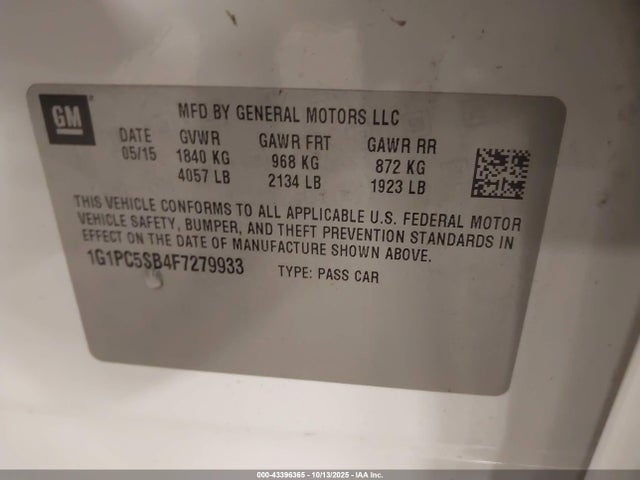 GM
MFD BY GENERAL MOTORS LLC
DATE GVWR GAWR FRT GAWR RR
05/15 1840 KG 968 KG 872 KG
4057 LB 2134 LB 1923 LB
THIS VEHICLE CONFORMS TO ALL APPLICABLE U.S. FEDERAL MOTOR
VEHICLE SAFETY, BUMPER, AND THEFT PREVENTION STANDARDS IN
EFFECT ON THE DATE OF MANUFACTURE SHOWN ABOVE.
1G1PC5SB4F7279933 TYPE: PASS CAR
000-43396365 - 10/13/2025 - IAA Inc.